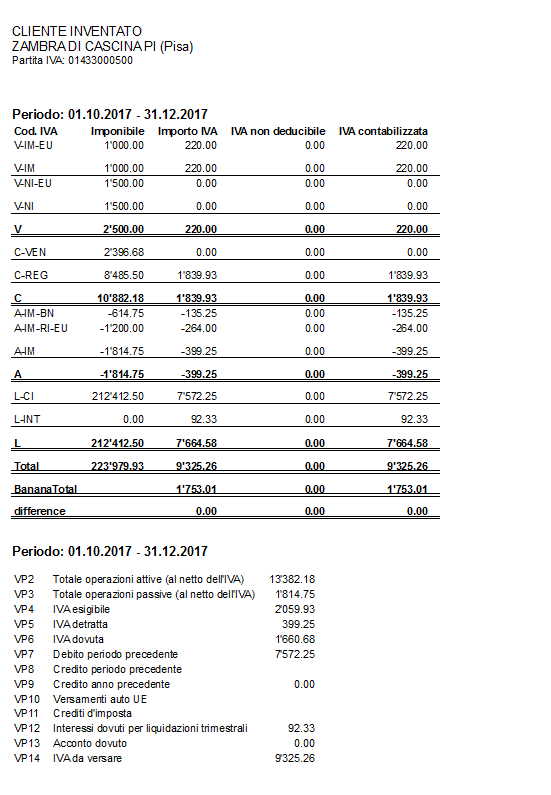 CLIENTE INVENTATO
ZAMBRA DI CASCINA PI (Pisa)
Partita IVA: 01433000500
Periodo: 01.10.2017 - 31.12.2017
Cod. IVA Imponibile Importo IVA IVA non deducibile IVA contabilizzata
V-IM-EU 1'000.00 220.00 0.00 220.00
V-IM 1'000.00 220.00 0.00 220.00
V-NI-EU 1'500.00 0.00 0.00 0.00
V-NI 1'500.00 0.00 0.00 0.00
V 2'500.00 220.00 0.00 220.00
C-VEN 2'396.68 0.00 0.00 0.00
C-REG 8'485.50 1'839.93 0.00 1'839.93
C 10'882.18 1'839.93 0.00 1'839.93
A-IM-BN -614.75 -135.25 0.00 -135.25
A-IM-RI-EU -1'200.00 -264.00 0.00 -264.00
A-IM -1'814.75 -399.25 0.00 -399.25
A -1'814.75 -399.25 0.00 -399.25
L-CI 212'412.50 7'572.25 0.00 7'572.25
L-INT 0.00 92.33 0.00 92.33
L 212'412.50 7'664.58 0.00 7'664.58
Total 223'979.93 9'325.26 0.00 9'325.26
BananaTotal 1'753.01 0.00 1'753.01
difference 0.00 0.00 0.00
Periodo: 01.10.2017 - 31.12.2017
VP2 Totale operazioni attive (al netto dell'IVA) 13'382.18
VP3 Totale operazioni passive (al netto dell'IVA) 1'814.75
VP4 IVA esigibile 2'059.93
VP5 IVA detratta 399.25
VP6 IVA dovuta 1'660.68
VP7 Debito periodo precedente 7'572.25
VP8 Credito periodo precedente
VP9 Credito anno precedente 0.00
VP10 Versamenti auto UE
VP11 Crediti d'imposta
VP12 Interessi dovuti per liquidazioni trimestrali 92.33
VP13 Acconto dovuto 0.00
VP14 IVA da versare 9'325.26